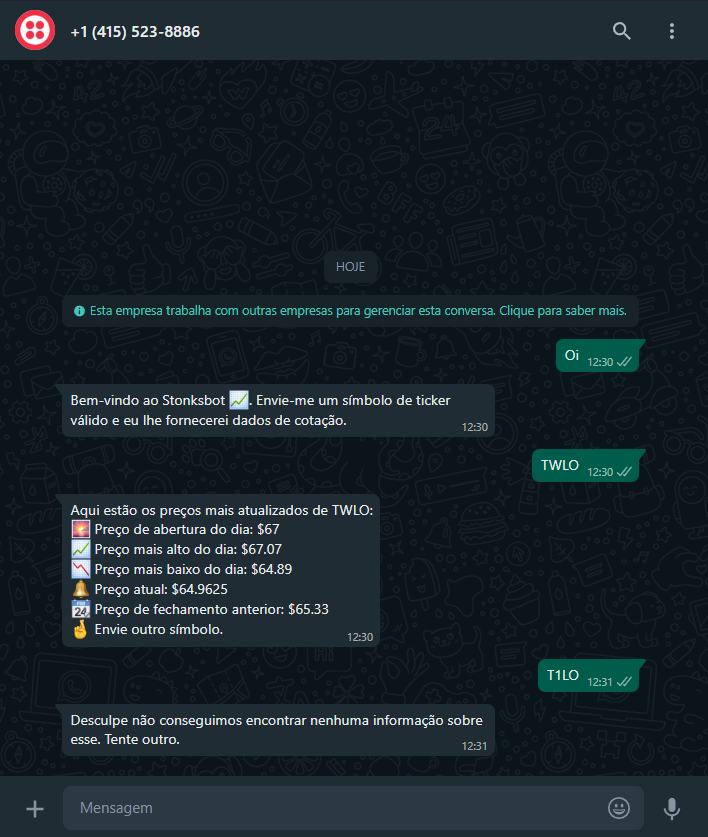 +1 (415) 523-8886
HOJE
Esta empresa trabalha com outras empresas para gerenciar esta conversa. Clique para saber mais.
Oi 12:30
Bem-vindo ao Stonksbot 📈. Envie-me um símbolo de ticker
válido e eu lhe fornecerei dados de cotação.
12:30
TWLO 12:30
Aqui estão os preços mais atualizados de TWLO:
Preço de abertura do dia: $67
Preço mais alto do dia: $67.07
Preço mais baixo do dia: $64.89
Preço atual: $64.9625
Preço de fechamento anterior: $65.33
Envie outro símbolo.
12:30
T1LO 12:31
Desculpe não conseguimos encontrar nenhuma informação sobre
esse. Tente outro.
12:31
Mensagem